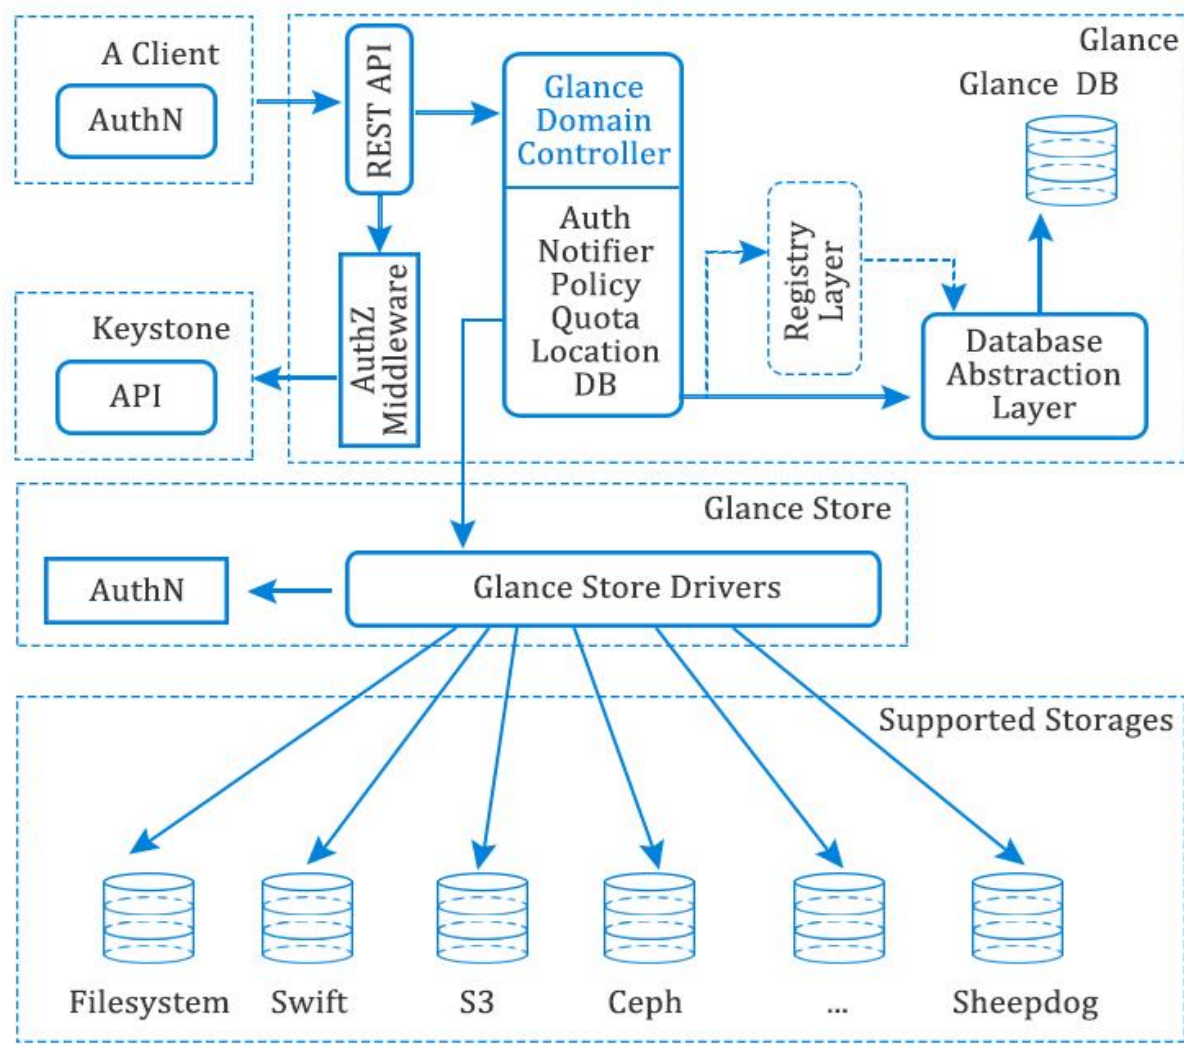 A Client
AuthN
REST API
Glance
Domain
Controller
Auth
Notifier
Policy
Quota
Location
DB
Glance
Glance DB
Registry
Layer
Database
Abstraction
Layer
AuthZ
Middleware
Keystone
API
Glance Store
AuthN
Glance Store Drivers
Supported Storages
Filesystem
Swift
S3
Ceph
...
Sheepdog